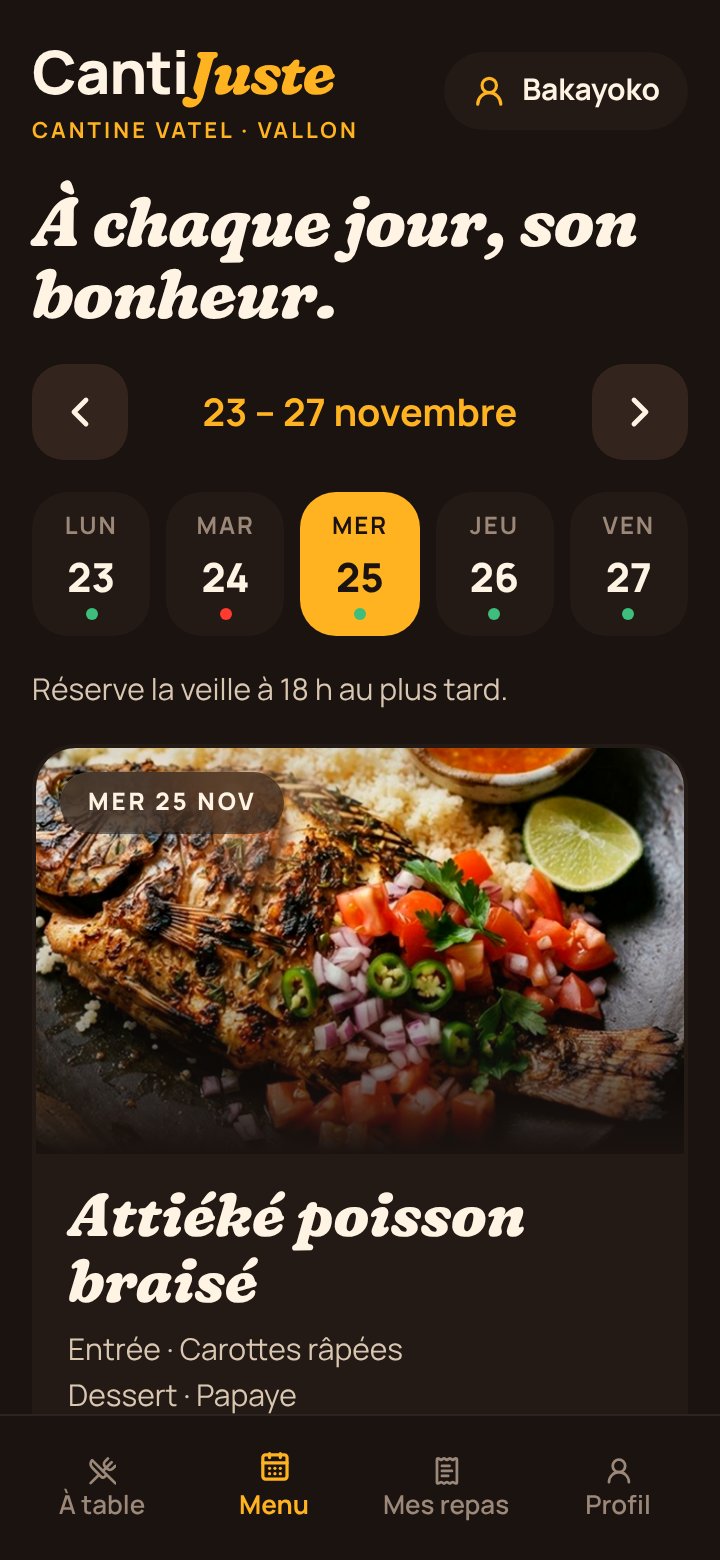 CantiJuste
Bakayoko
CANTINE VATEL · VALLON
À chaque jour, son
bonheur.
23 – 27 novembre
LUN MAR MER JEU VEN
23 24 25 26 27
Réserve la veille à 18 h au plus tard.
MER 25 NOV
Attiéké poisson
braisé
Entrée · Carottes râpées
Dessert · Papaye
À table Menu Mes repas Profil